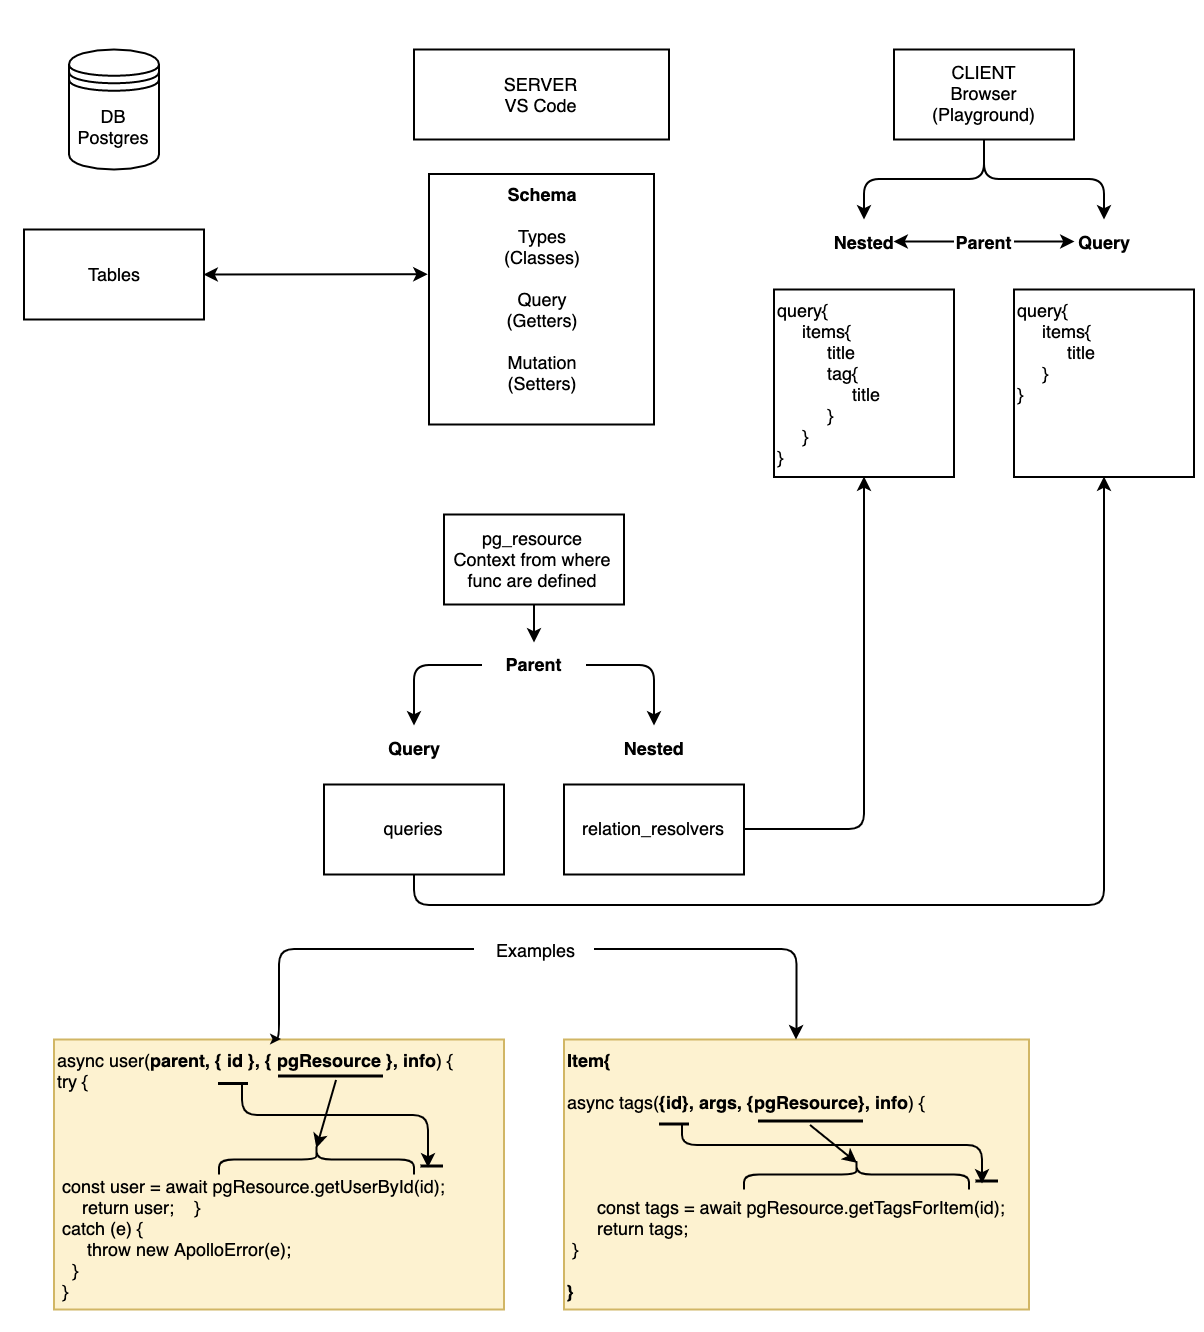 DB
Postgres
SERVER
VS Code
CLIENT
Browser
(Playground)
Tables
Schema
Types
(Classes)
Query
(Getters)
Mutation
(Setters)
Nested
Parent
Query
query{
items{
title
tag{
title
}
}
}
query{
items{
title
}
}
pg_resource
Context from where
func are defined
Parent
Query
Nested
queries
relation_resolvers
Examples
async user(parent, { id }, { pgResource }, info) {
try {
const user = await pgResource.getUserById(id);
return user; }
catch (e) {
throw new ApolloError(e);
}
}
Item{
async tags({id}, args, {pgResource}, info) {
const tags = await pgResource.getTagsForItem(id);
return tags;
}
}